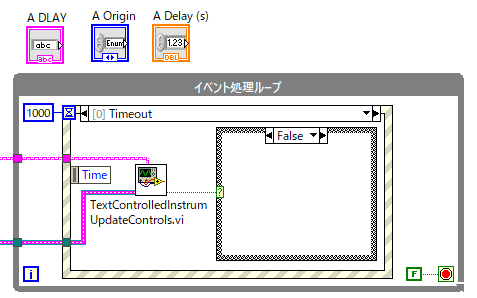 A DLAY
A Origin
A Delay (s)
abc
abc
Enum
1.23
DBL
イベント処理ループ
1000
[0] Timeout
False
Time
?
TextControlledInstrum
UpdateControls.vi
i
F